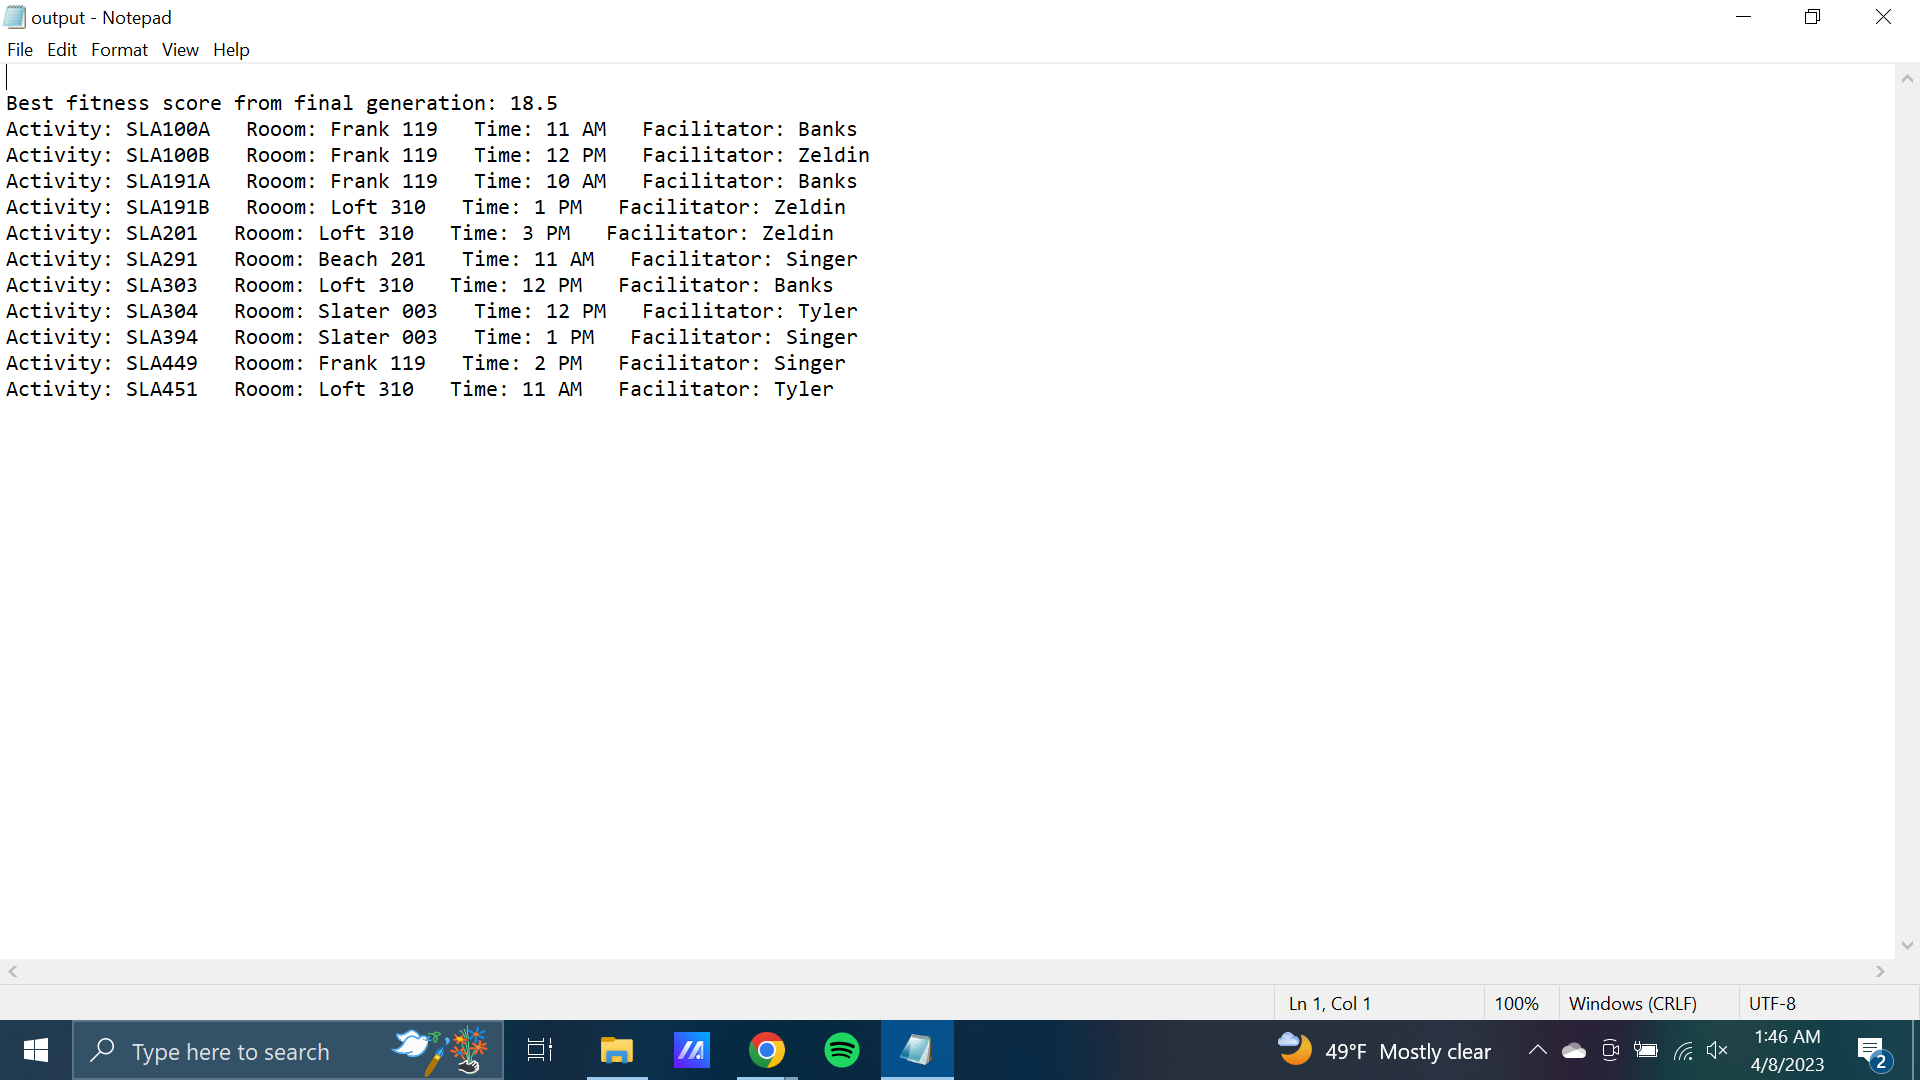 output - Notepad
File Edit Format View Help
Best fitness score from final generation: 18.5
Activity: SLA100A   Rooom: Frank 119   Time: 11 AM   Facilitator: Banks
Activity: SLA100B   Rooom: Frank 119   Time: 12 PM   Facilitator: Zeldin
Activity: SLA191A   Rooom: Frank 119   Time: 10 AM   Facilitator: Banks
Activity: SLA191B   Rooom: Loft 310   Time: 1 PM   Facilitator: Zeldin
Activity: SLA201   Rooom: Loft 310   Time: 3 PM   Facilitator: Zeldin
Activity: SLA291   Rooom: Beach 201   Time: 11 AM   Facilitator: Singer
Activity: SLA303   Rooom: Loft 310   Time: 12 PM   Facilitator: Banks
Activity: SLA304   Rooom: Slater 003   Time: 12 PM   Facilitator: Tyler
Activity: SLA394   Rooom: Slater 003   Time: 1 PM   Facilitator: Singer
Activity: SLA449   Rooom: Frank 119   Time: 2 PM   Facilitator: Singer
Activity: SLA451   Rooom: Loft 310   Time: 11 AM   Facilitator: Tyler
Ln 1, Col 1 100% Windows (CRLF) UTF-8
Type here to search
49°F Mostly clear
1:46 AM
4/8/2023
2